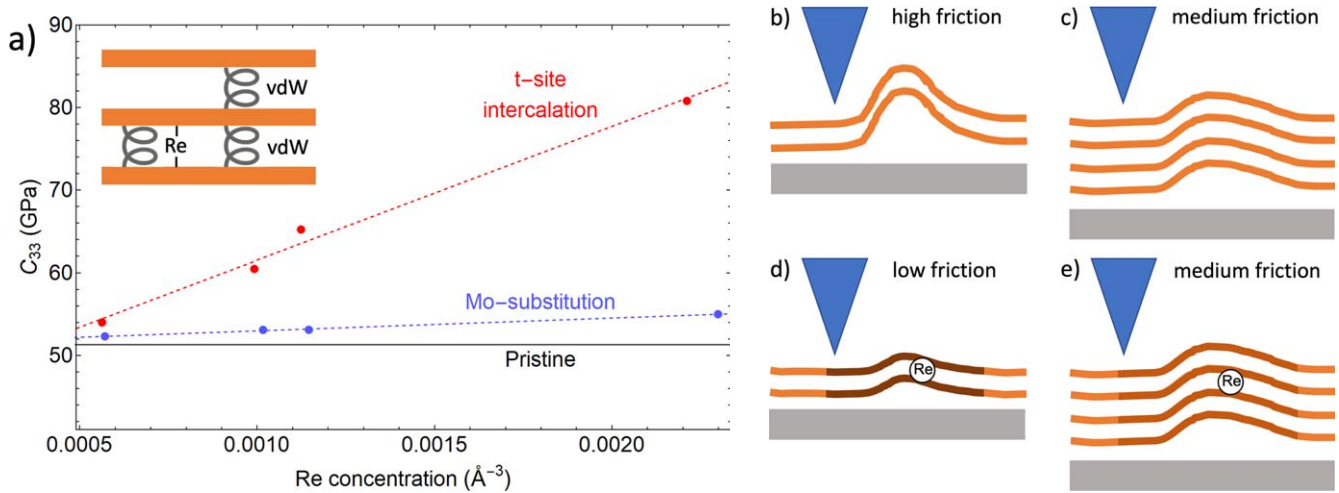 a)
90
80
70
60
50
C₃₃ (GPa)
vdW
Re
vdW
t–site
intercalation
Mo–substitution
Pristine
0.0005
0.0010
0.0015
0.0020
Re concentration (Å⁻³)
b)
high friction
c)
medium friction
d)
low friction
Re
e)
medium friction
Re